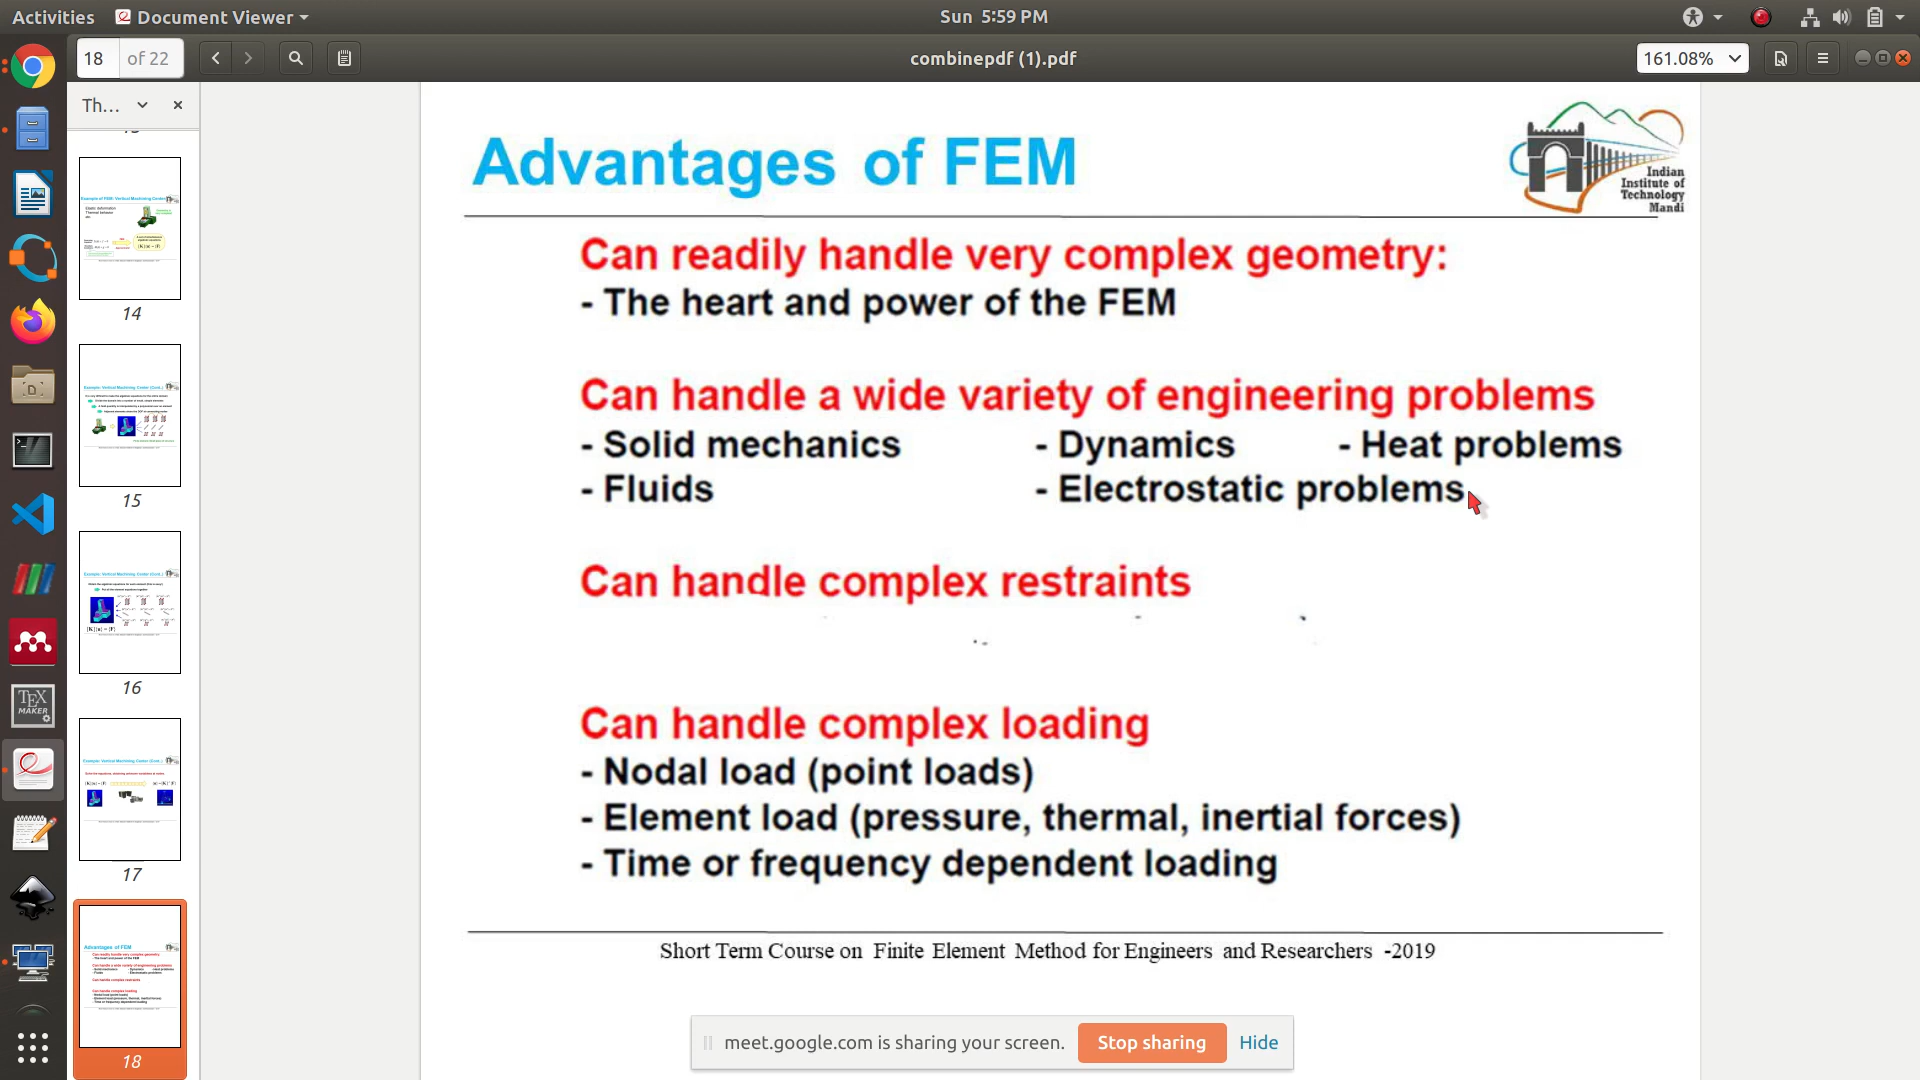 Activities Document Viewer Sun 5:59 PM
18 of 22 combinepdf (1).pdf 161.08%
Th...
14
15
16
17
18
Advantages of FEM
Indian
Institute of
Technology
Mandi
Can readily handle very complex geometry:
- The heart and power of the FEM
Can handle a wide variety of engineering problems
- Solid mechanics - Dynamics - Heat problems
- Fluids - Electrostatic problems
Can handle complex restraints
Can handle complex loading
- Nodal load (point loads)
- Element load (pressure, thermal, inertial forces)
- Time or frequency dependent loading
Short Term Course on Finite Element Method for Engineers and Researchers -2019
meet.google.com is sharing your screen. Stop sharing Hide
TEX
MAKER